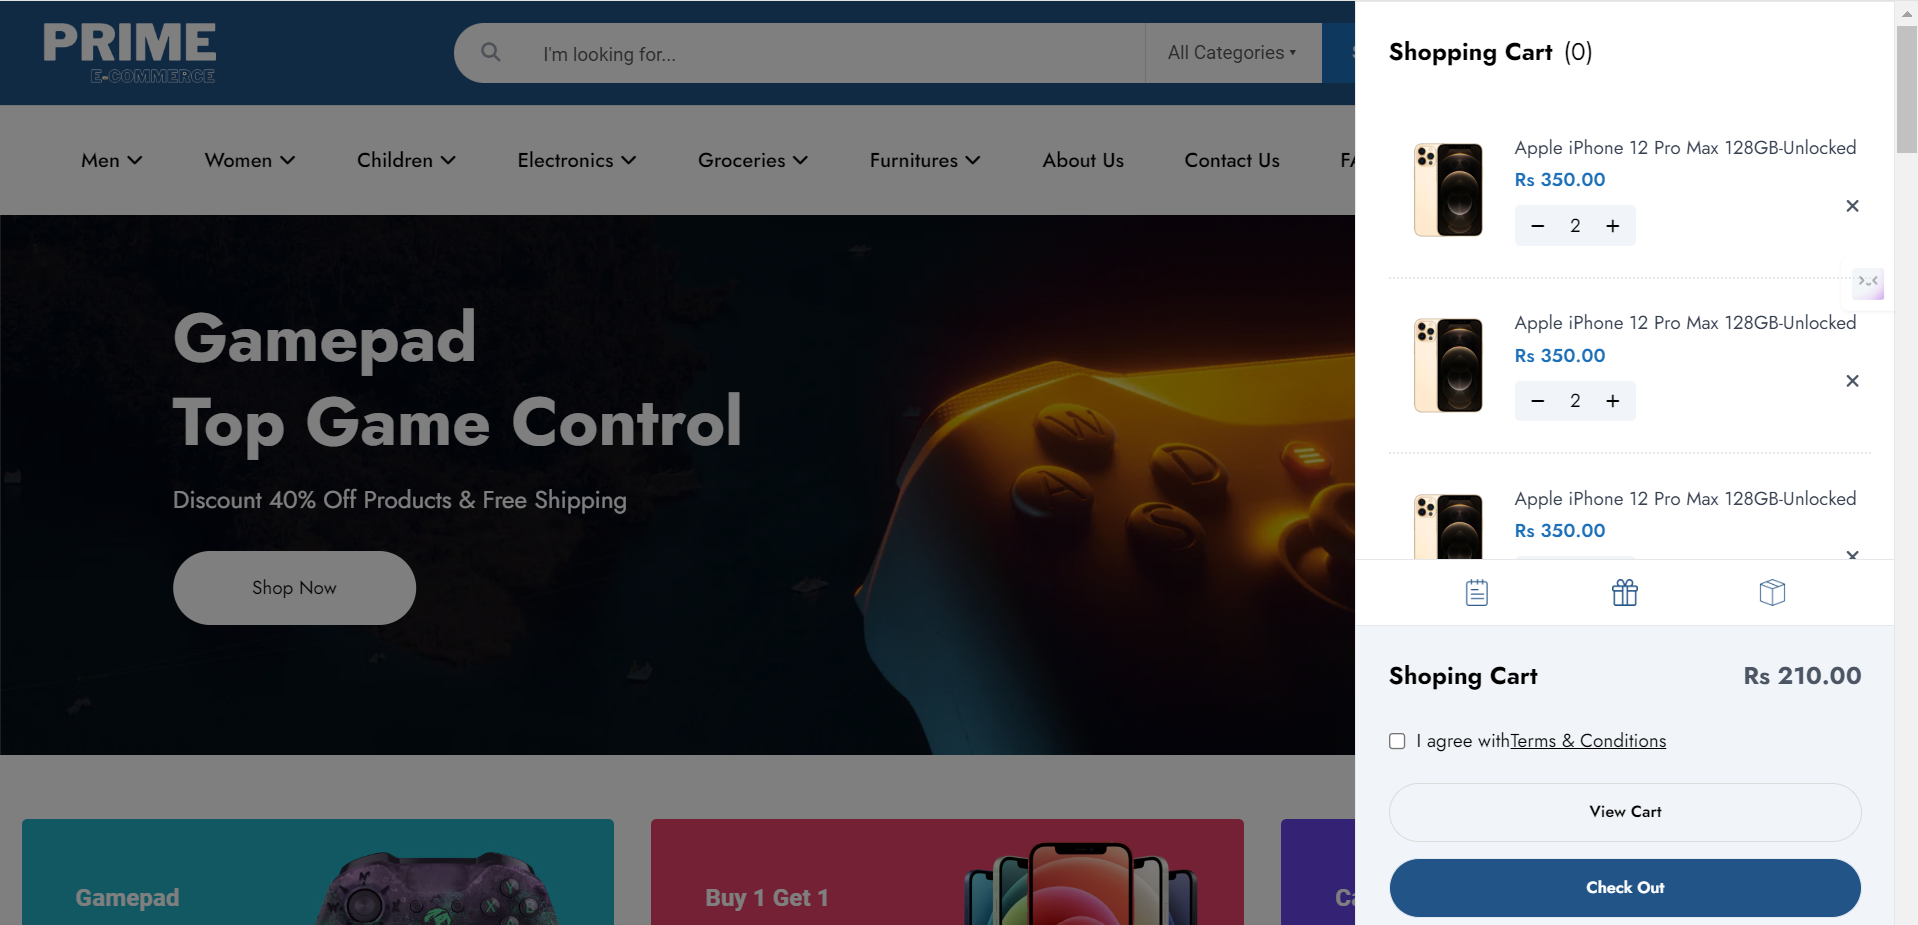 PRIME
E-COMMERCE
I'm looking for...
All Categories
Men
Women
Children
Electronics
Groceries
Furnitures
About Us
Contact Us
Gamepad
Top Game Control
Discount 40% Off Products & Free Shipping
Shop Now
W
D
A
S
Gamepad
Buy 1 Get 1
Shopping Cart (0)
Apple iPhone 12 Pro Max 128GB-Unlocked
Rs 350.00
− 2 +
×
Apple iPhone 12 Pro Max 128GB-Unlocked
Rs 350.00
− 2 +
×
Apple iPhone 12 Pro Max 128GB-Unlocked
Rs 350.00
×
Shoping Cart
Rs 210.00
I agree withTerms & Conditions
View Cart
Check Out